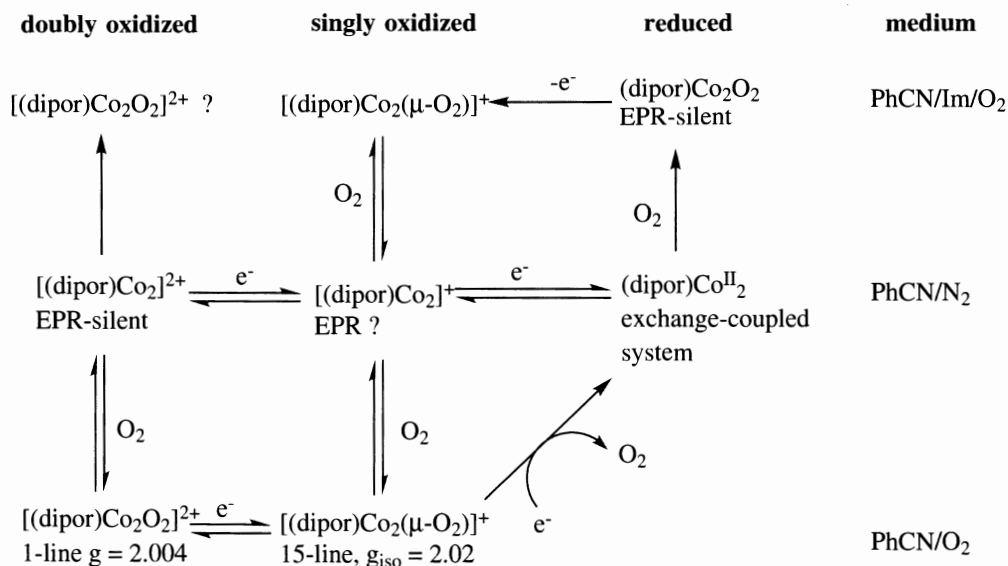 doubly oxidized singly oxidized reduced medium
[(dipor)Co₂O₂]²⁺ ? [(dipor)Co₂(μ-O₂)]⁺ -e⁻ (dipor)Co₂O₂ PhCN/Im/O₂
EPR-silent
O₂ O₂
[(dipor)Co₂]²⁺ e⁻ [(dipor)Co₂]⁺ e⁻ (dipor)Coᴵᴵ₂ PhCN/N₂
EPR-silent EPR ? exchange-coupled
system
O₂ O₂ O₂
[(dipor)Co₂O₂]²⁺ e⁻ [(dipor)Co₂(μ-O₂)]⁺ e⁻ PhCN/O₂
1-line g = 2.004 15-line, gᵢₛₒ = 2.02